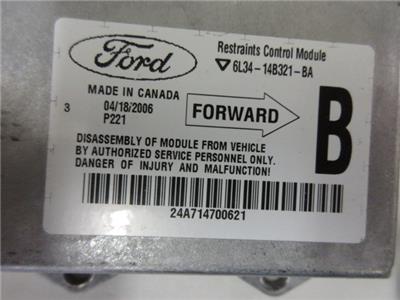 Ford
Restraints Control Module
6L34-14B321-BA
MADE IN CANADA
3 04/18/2006
P221
FORWARD
B
DISASSEMBLY OF MODULE FROM VEHICLE
BY AUTHORIZED SERVICE PERSONNEL ONLY.
DANGER OF INJURY AND MALFUNCTION!
24A714700621